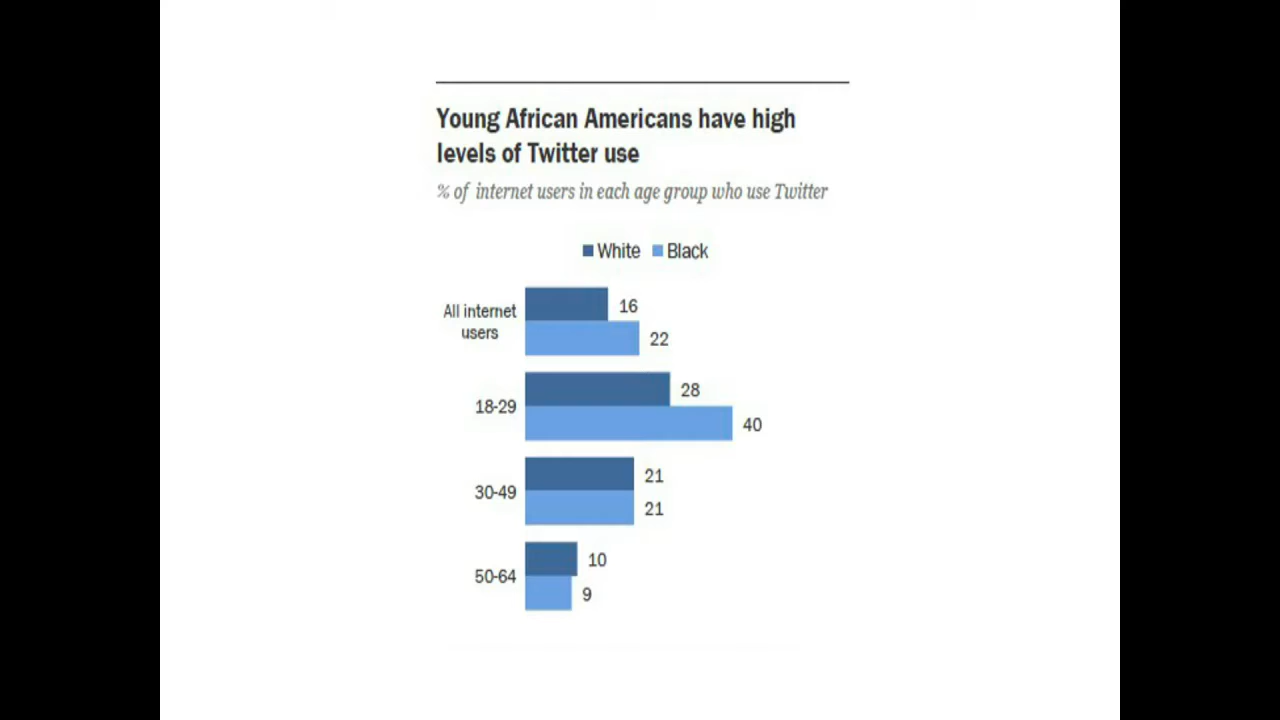 Young African Americans have high
levels of Twitter use
% of internet users in each age group who use Twitter
White Black
All internet
users
16
22
18-29
28
40
30-49
21
21
50-64
10
9